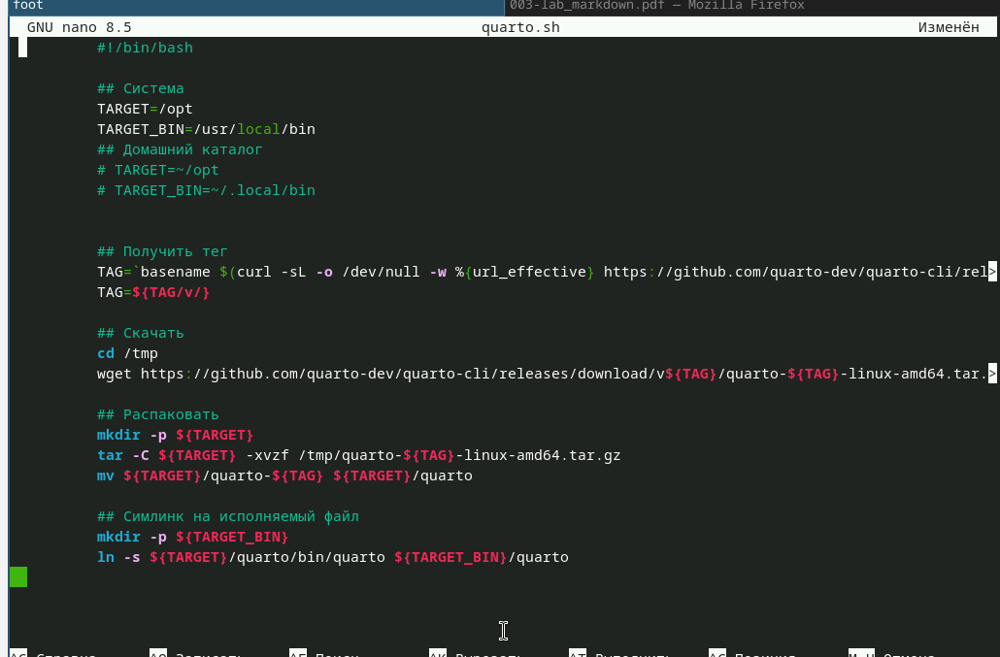 foot
003-lab_markdown.pdf — Mozilla Firefox
GNU nano 8.5 quarto.sh Изменён
#!/bin/bash
## Система
TARGET=/opt
TARGET_BIN=/usr/local/bin
## Домашний каталог
# TARGET=~/opt
# TARGET_BIN=~/.local/bin
## Получить тег
TAG=`basename $(curl -sL -o /dev/null -w %{url_effective} https://github.com/quarto-dev/quarto-cli/rel>
TAG=${TAG/v/}
## Скачать
cd /tmp
wget https://github.com/quarto-dev/quarto-cli/releases/download/v${TAG}/quarto-${TAG}-linux-amd64.tar.>
## Распаковать
mkdir -p ${TARGET}
tar -C ${TARGET} -xvzf /tmp/quarto-${TAG}-linux-amd64.tar.gz
mv ${TARGET}/quarto-${TAG} ${TARGET}/quarto
## Симлинк на исполняемый файл
mkdir -p ${TARGET_BIN}
ln -s ${TARGET}/quarto/bin/quarto ${TARGET_BIN}/quarto